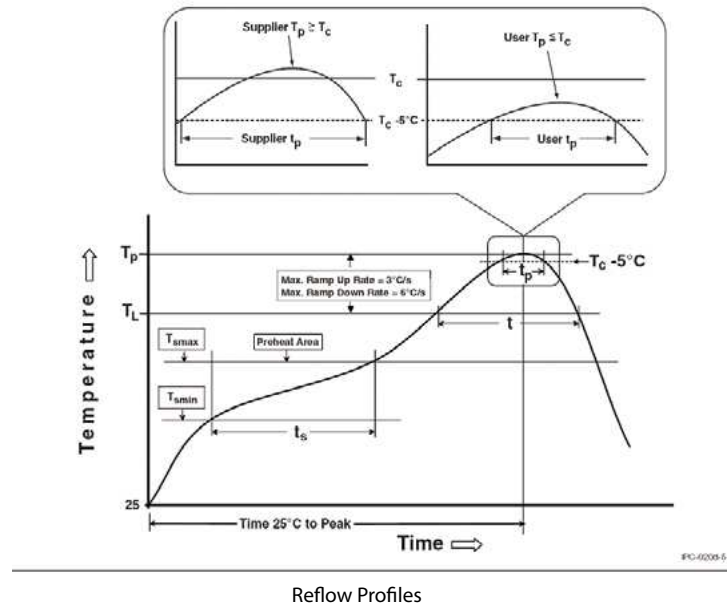 Supplier Tp ≥ Tc
User Tp ≤ Tc
Tc
Tc -5°C
Supplier tp
User tp
Tp
Tc -5°C
tp
Max. Ramp Up Rate = 3°C/s
Max. Ramp Down Rate = 6°C/s
TL
t
Tsmax
Preheat Area
Tsmin
ts
Temperature
25
Time 25°C to Peak
Time
IPC-020d-5
Reflow Profiles